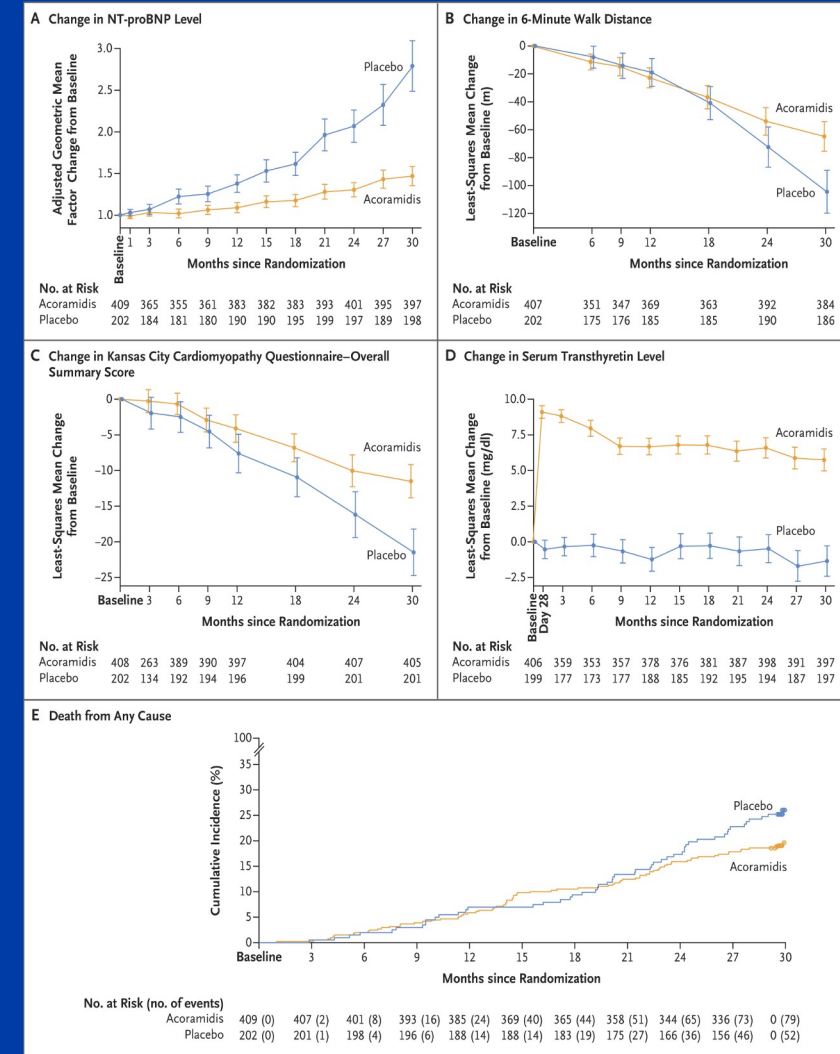 A Change in NT-proBNP Level
Adjusted Geometric Mean
Factor Change from Baseline
3.0
2.5
2.0
1.5
1.0
Placebo
Acoramidis
Baseline 1 3 6 9 12 15 18 21 24 27 30
Months since Randomization
No. at Risk
Acoramidis 409 365 355 361 383 382 383 393 401 395 397
Placebo 202 184 181 180 190 190 195 199 197 189 198
B Change in 6-Minute Walk Distance
Least-Squares Mean Change
from Baseline (m)
0
−20
−40
−60
−80
−100
−120
Acoramidis
Placebo
Baseline 6 9 12 18 24 30
Months since Randomization
No. at Risk
Acoramidis 407 351 347 369 363 392 384
Placebo 202 175 176 185 185 190 186
C Change in Kansas City Cardiomyopathy Questionnaire–Overall
Summary Score
Least-Squares Mean Change
from Baseline
0
−5
−10
−15
−20
−25
Acoramidis
Placebo
Baseline 3 6 9 12 18 24 30
Months since Randomization
No. at Risk
Acoramidis 408 263 389 390 397 404 407 405
Placebo 202 134 192 194 196 199 201 201
D Change in Serum Transthyretin Level
Least-Squares Mean Change
from Baseline (mg/dl)
10.0
7.5
5.0
2.5
0.0
−2.5
Acoramidis
Placebo
Baseline Day 28 3 6 9 12 15 18 21 24 27 30
Months since Randomization
No. at Risk
Acoramidis 406 359 353 357 378 376 381 387 398 391 397
Placebo 199 177 173 177 188 185 192 195 194 187 197
E Death from Any Cause
Cumulative Incidence (%)
100
35
30
25
20
15
10
5
0
Placebo
Acoramidis
Baseline 3 6 9 12 15 18 21 24 27 30
Months since Randomization
No. at Risk (no. of events)
Acoramidis 409 (0) 407 (2) 401 (8) 393 (16) 385 (24) 369 (40) 365 (44) 358 (51) 344 (65) 336 (73) 0 (79)
Placebo 202 (0) 201 (1) 198 (4) 196 (6) 188 (14) 188 (14) 183 (19) 175 (27) 166 (36) 156 (46) 0 (52)